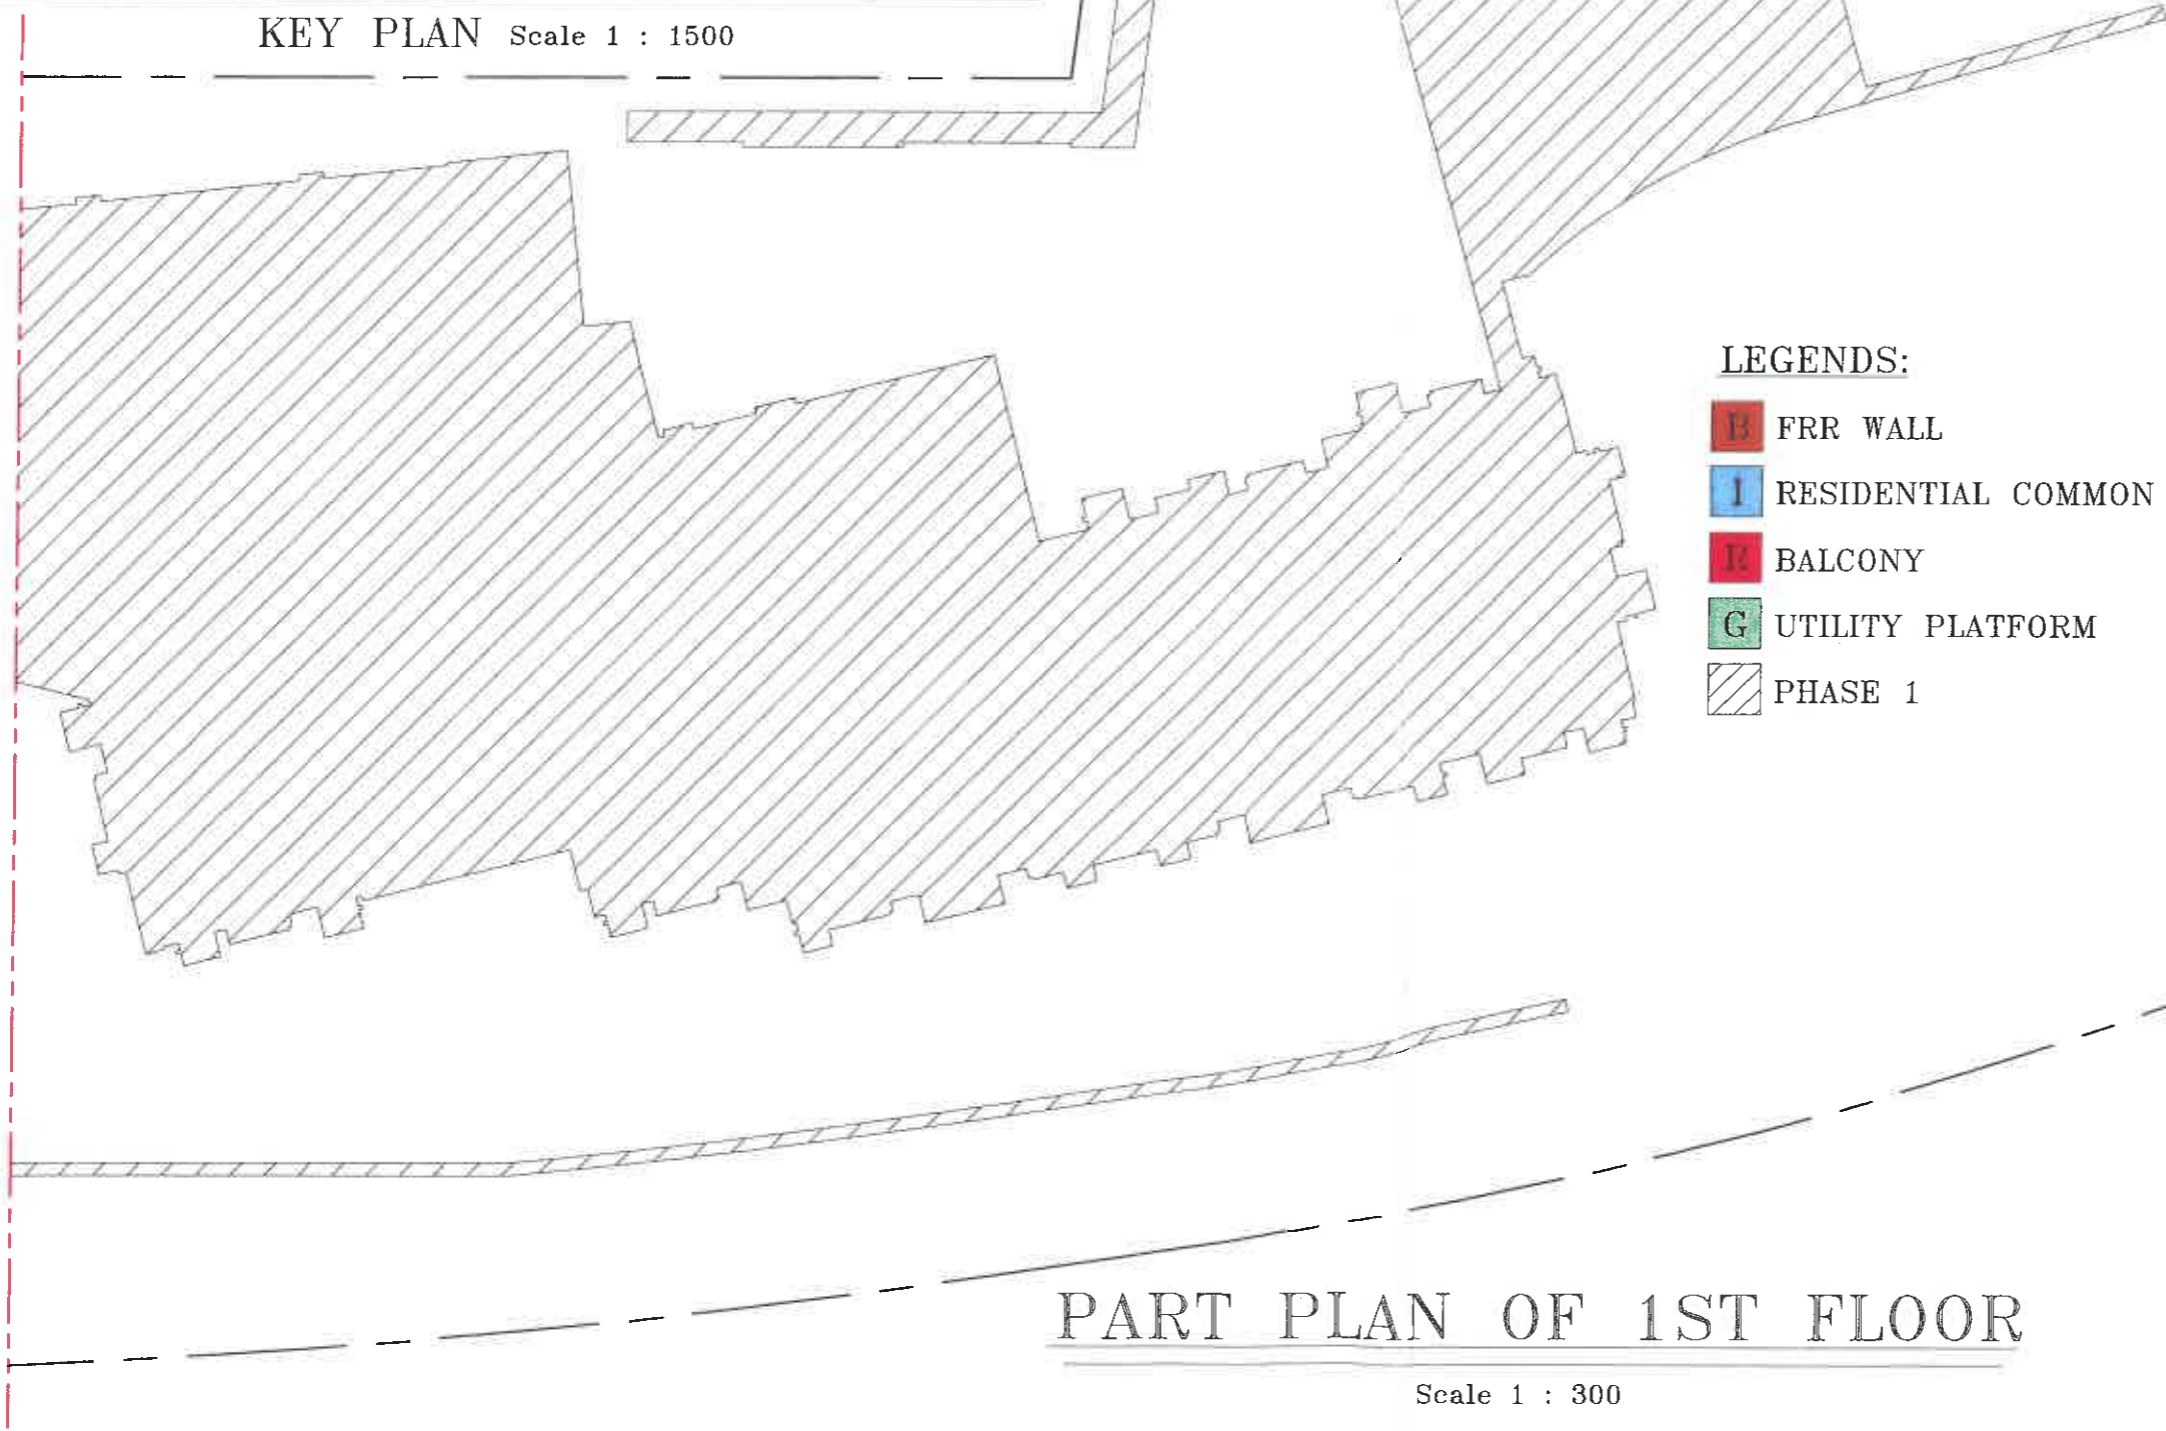 KEY PLAN Scale 1 : 1500
LEGENDS:
B FRR WALL
I RESIDENTIAL COMMON
R BALCONY
G UTILITY PLATFORM
PHASE 1
PART PLAN OF 1ST FLOOR
Scale 1 : 300